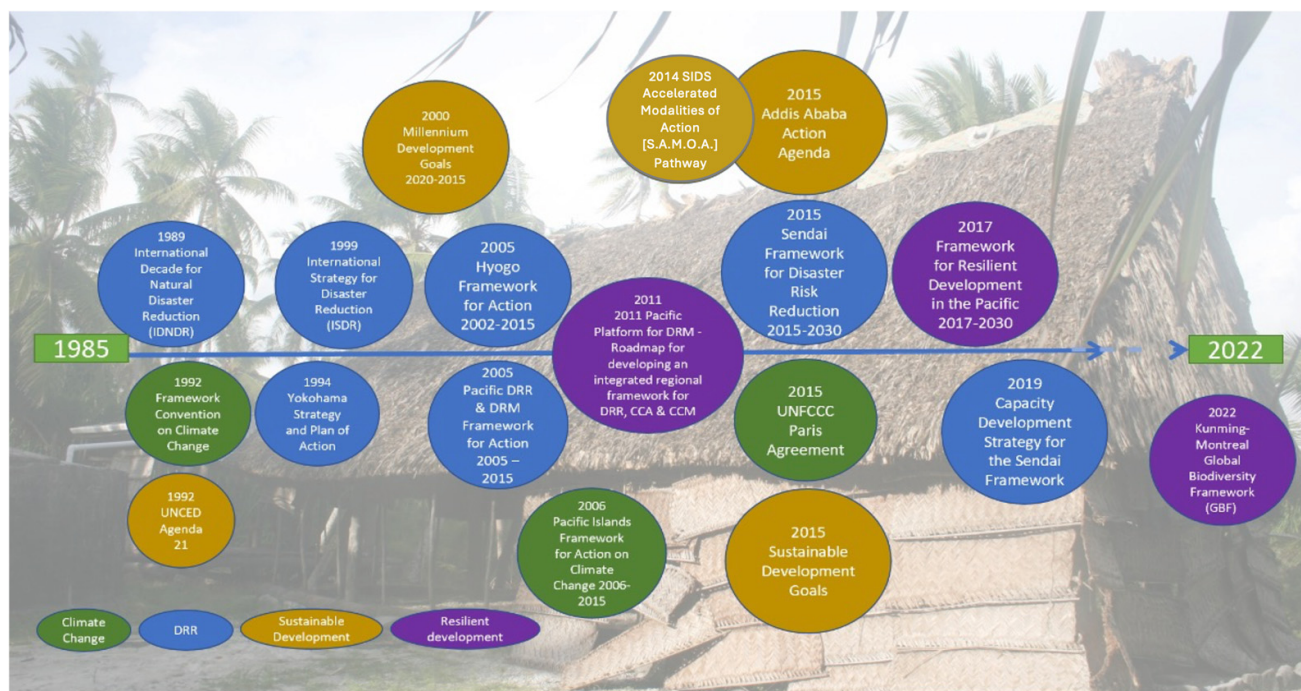 2000
Millennium
Development
Goals
2020-2015
2014 SIDS
Accelerated
Modalities of
Action
[S.A.M.O.A.]
Pathway
2015
Addis Ababa
Action
Agenda
1989
International
Decade for
Natural
Disaster
Reduction
(IDNDR)
1999
International
Strategy for
Disaster
Reduction
(ISDR)
2005
Hyogo
Framework
for Action
2002-2015
2015
Sendai
Framework
for Disaster
Risk
Reduction
2015-2030
2017
Framework
for Resilient
Development
in the Pacific
2017-2030
2011
2011 Pacific
Platform for DRM -
Roadmap for
developing an
integrated regional
framework for
DRR, CCA & CCM
1985
2022
1992
Framework
Convention
on Climate
Change
1994
Yokohama
Strategy
and Plan of
Action
2005
Pacific DRR
& DRM
Framework
for Action
2005 –
2015
2015
UNFCCC
Paris
Agreement
2019
Capacity
Development
Strategy for
the Sendai
Framework
2022
Kunming-
Montreal
Global
Biodiversity
Framework
(GBF)
1992
UNCED
Agenda
21
2006
Pacific Islands
Framework
for Action on
Climate
Change 2006-
2015
2015
Sustainable
Development
Goals
Climate
Change
DRR
Sustainable
Development
Resilient
development